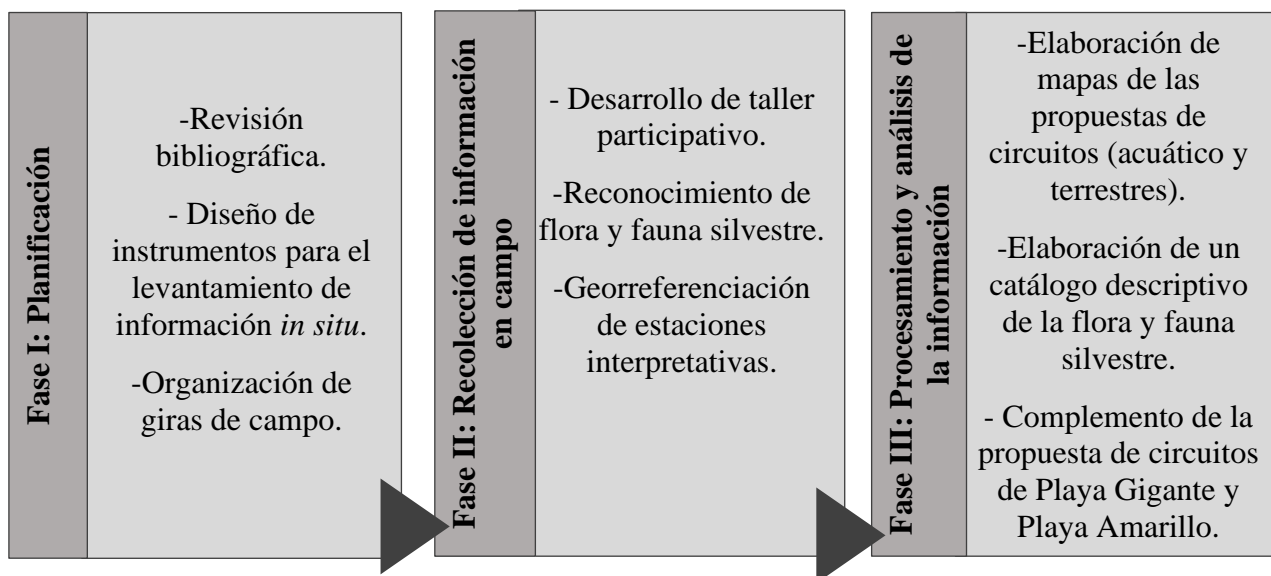 Fase I: Planificación
-Revisión
bibliográfica.
- Diseño de
instrumentos para el
levantamiento de
información in situ.
-Organización de
giras de campo.
Fase II: Recolección de información
en campo
- Desarrollo de taller
participativo.
-Reconocimiento de
flora y fauna silvestre.
-Georreferenciación
de estaciones
interpretativas.
Fase III: Procesamiento y análisis de
la información
-Elaboración de
mapas de las
propuestas de
circuitos (acuático y
terrestres).
-Elaboración de un
catálogo descriptivo
de la flora y fauna
silvestre.
- Complemento de la
propuesta de circuitos
de Playa Gigante y
Playa Amarillo.